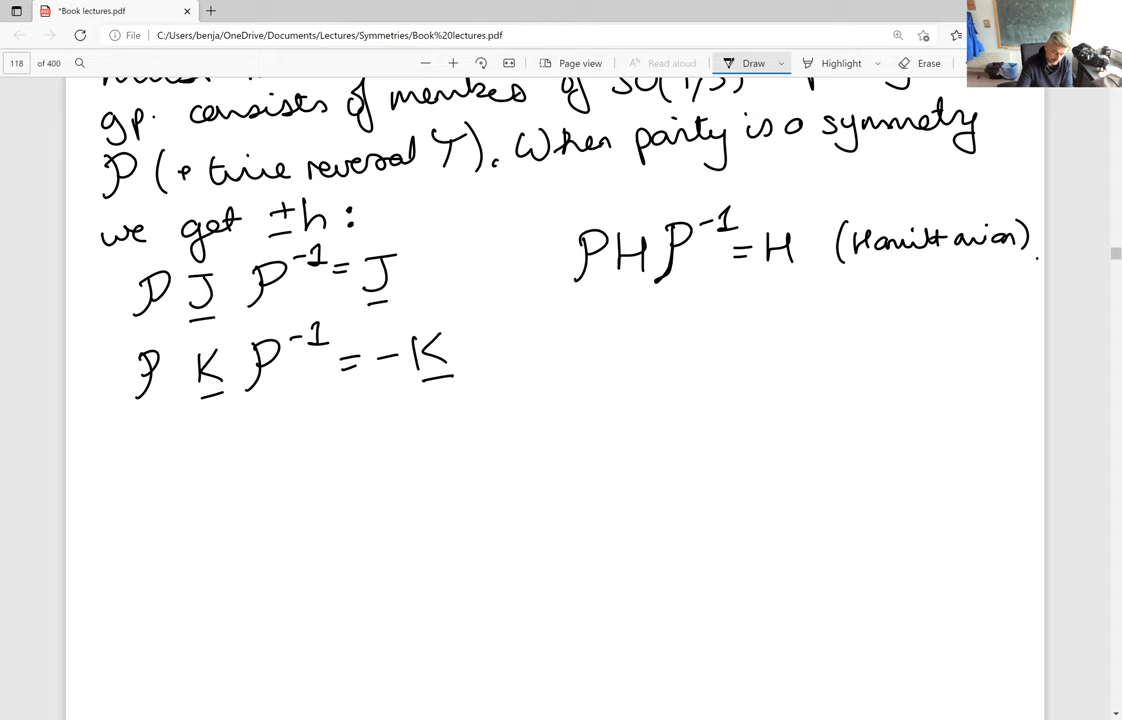 *Book lectures.pdf
File C:/Users/benja/OneDrive/Documents/Lectures/Symmetries/Book%20lectures.pdf
118 of 400 Page view Read aloud Draw Highlight Erase
gp. consists of members of SO(1,3),
P (+ time reversal T). When parity is a symmetry
we get ±h:
P J P⁻¹ = J
PHP⁻¹ = H (Hamiltonian).
P K P⁻¹ = -K